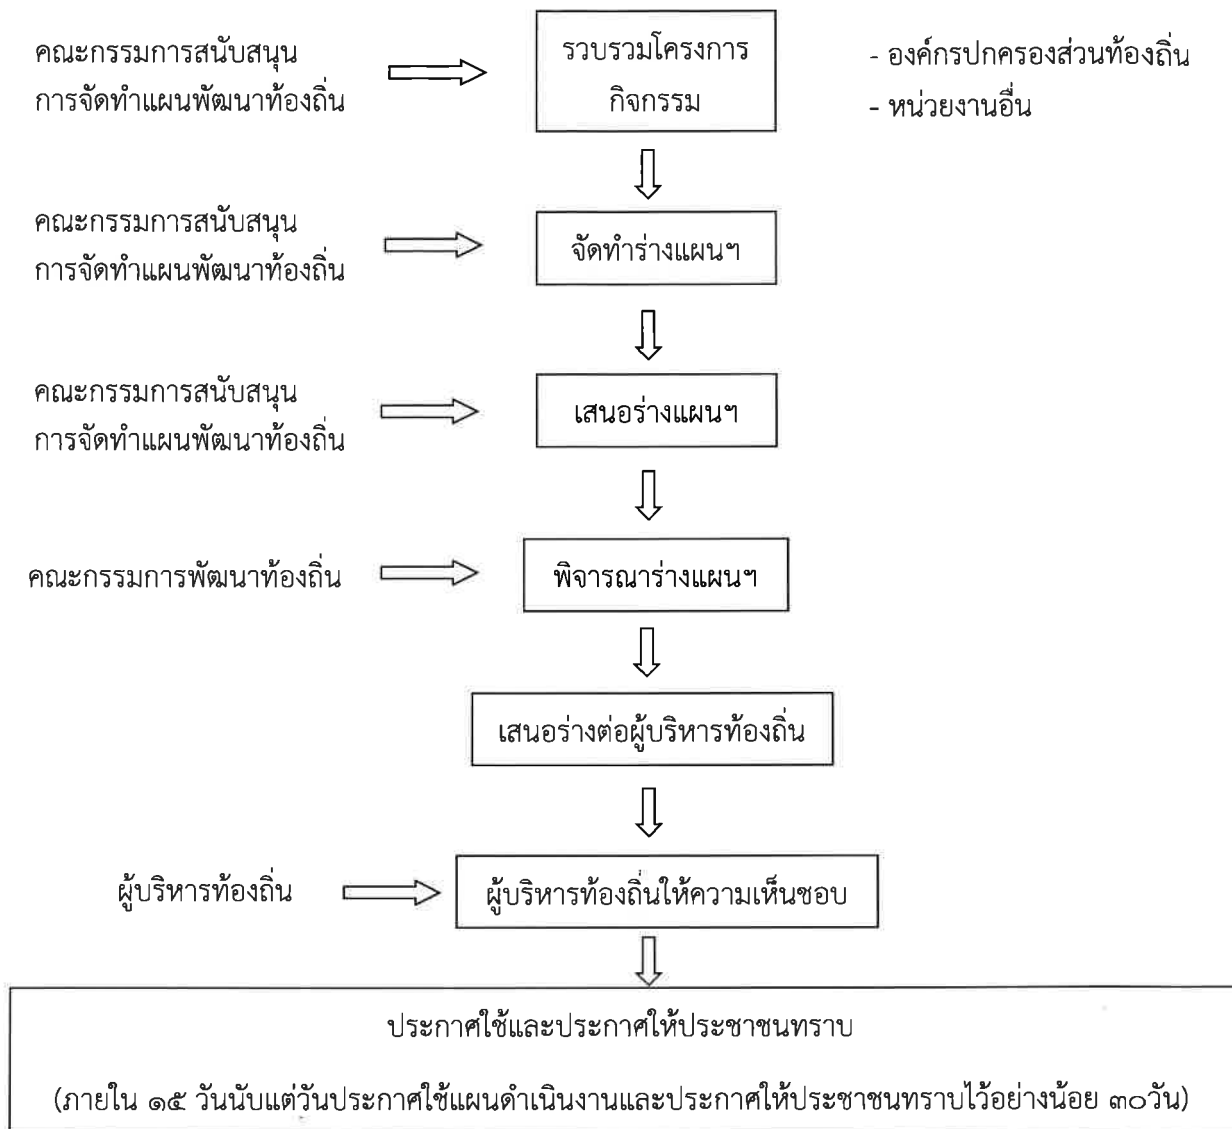 คณะกรรมการสนับสนุน
การจัดทำแผนพัฒนาท้องถิ่น
รวบรวมโครงการ
กิจกรรม
- องค์กรปกครองส่วนท้องถิ่น
- หน่วยงานอื่น
คณะกรรมการสนับสนุน
การจัดทำแผนพัฒนาท้องถิ่น
จัดทำร่างแผนฯ
คณะกรรมการสนับสนุน
การจัดทำแผนพัฒนาท้องถิ่น
เสนอร่างแผนฯ
คณะกรรมการพัฒนาท้องถิ่น
พิจารณาร่างแผนฯ
เสนอร่างต่อผู้บริหารท้องถิ่น
ผู้บริหารท้องถิ่น
ผู้บริหารท้องถิ่นให้ความเห็นชอบ
ประกาศใช้และประกาศให้ประชาชนทราบ
(ภายใน ๑๕ วันนับแต่วันประกาศใช้แผนดำเนินงานและประกาศให้ประชาชนทราบไว้อย่างน้อย ๓๐วัน)